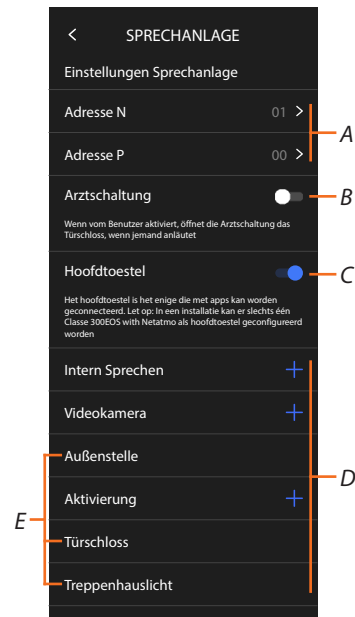 SPRECHANLAGE
Einstellungen Sprechanlage
Adresse N 01
Adresse P 00
A
Arztschaltung
B
Wenn vom Benutzer aktiviert, öffnet die Arztschaltung das
Türschloss, wenn jemand anläutet
Hoofdtoestel
C
Het hoofdtoestel is het enige die met apps kan worden
geconnecteerd. Let op: In een installatie kan er slechts één
Classe 300EOS with Netatmo als hoofdtoestel geconfigureerd
worden
Intern Sprechen
Videokamera
Außenstelle
D
Aktivierung
E
Türschloss
Treppenhauslicht